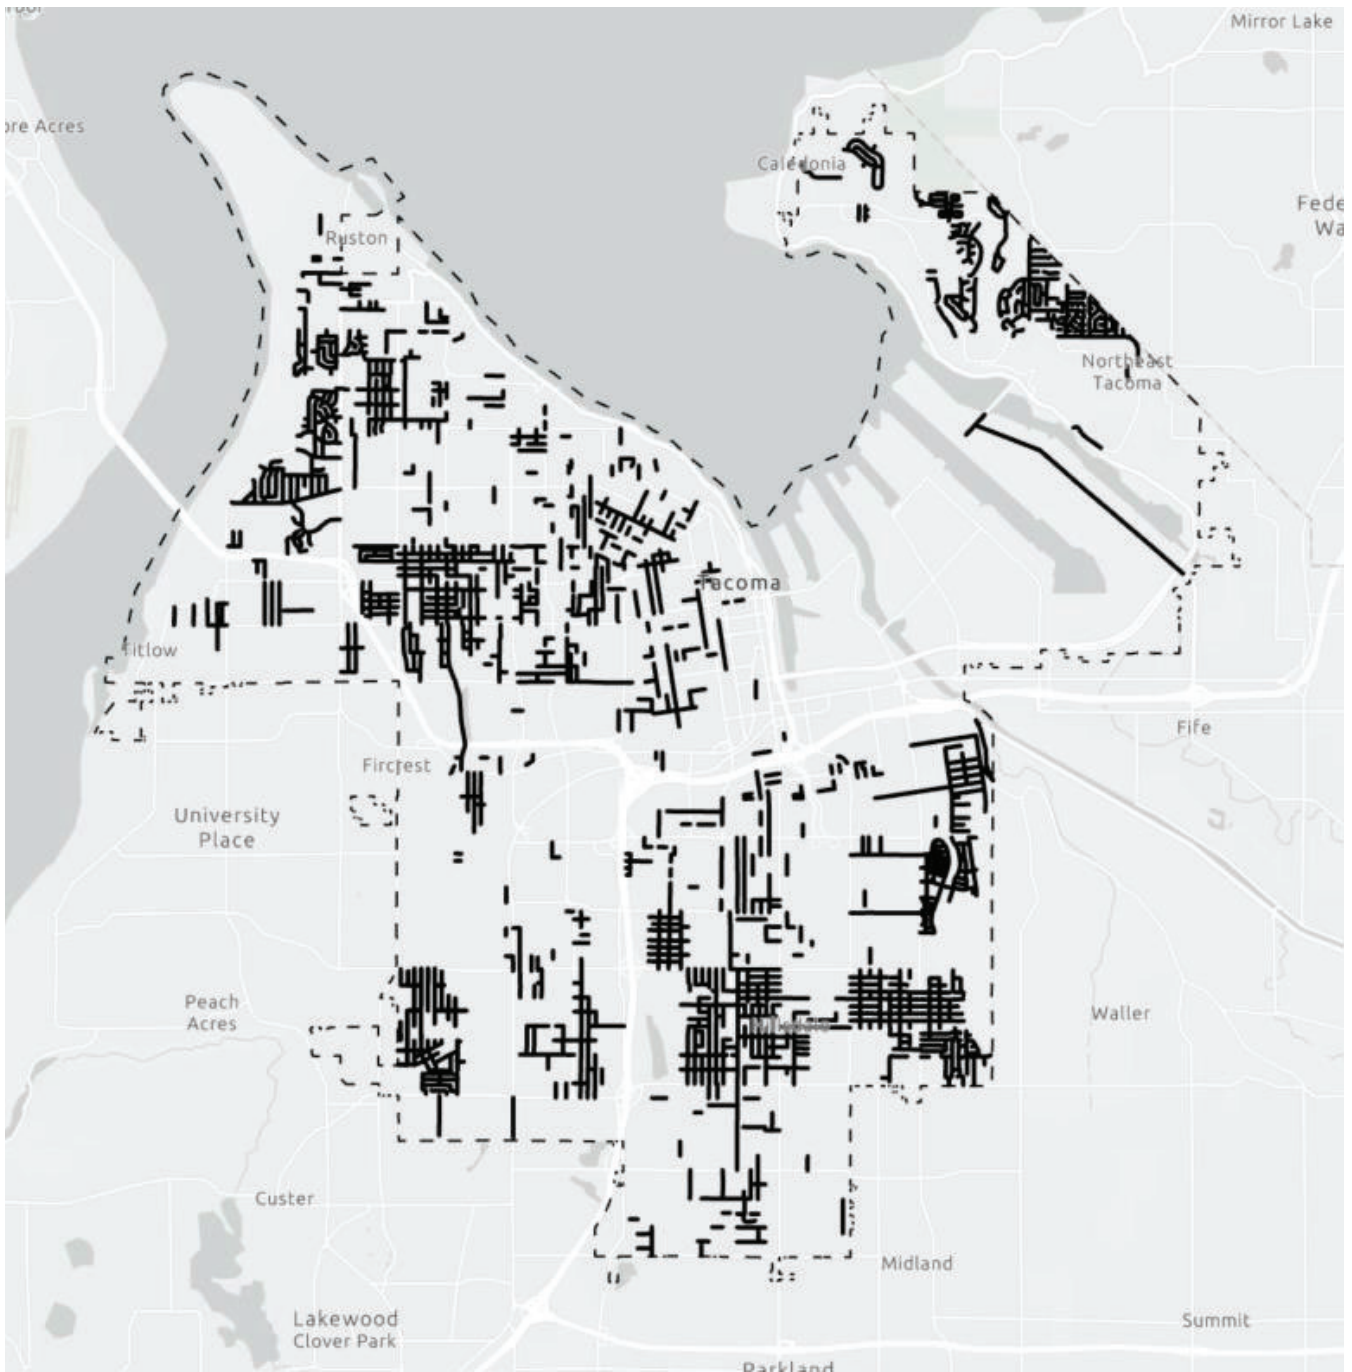 Mirror Lake
ore Acres
Caledonia
Fede
Wa
Ruston
Northeast
Tacoma
Tacoma
Titlow
Fife
Fircrest
University
Place
Peach
Acres
Waller
Custer
Midland
Lakewood
Clover Park
Summit
Parkland